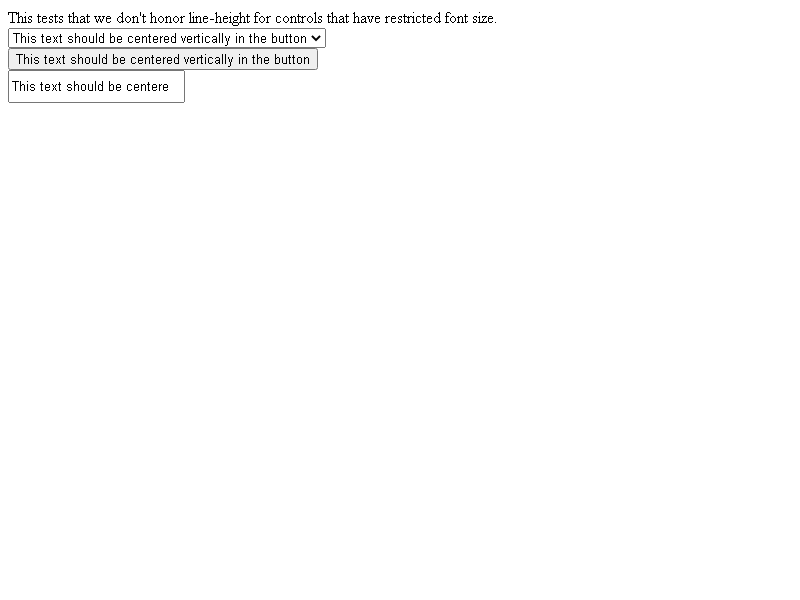 This tests that we don't honor line-height for controls that have restricted font size.
This text should be centered vertically in the button
This text should be centered vertically in the button
This text should be centere